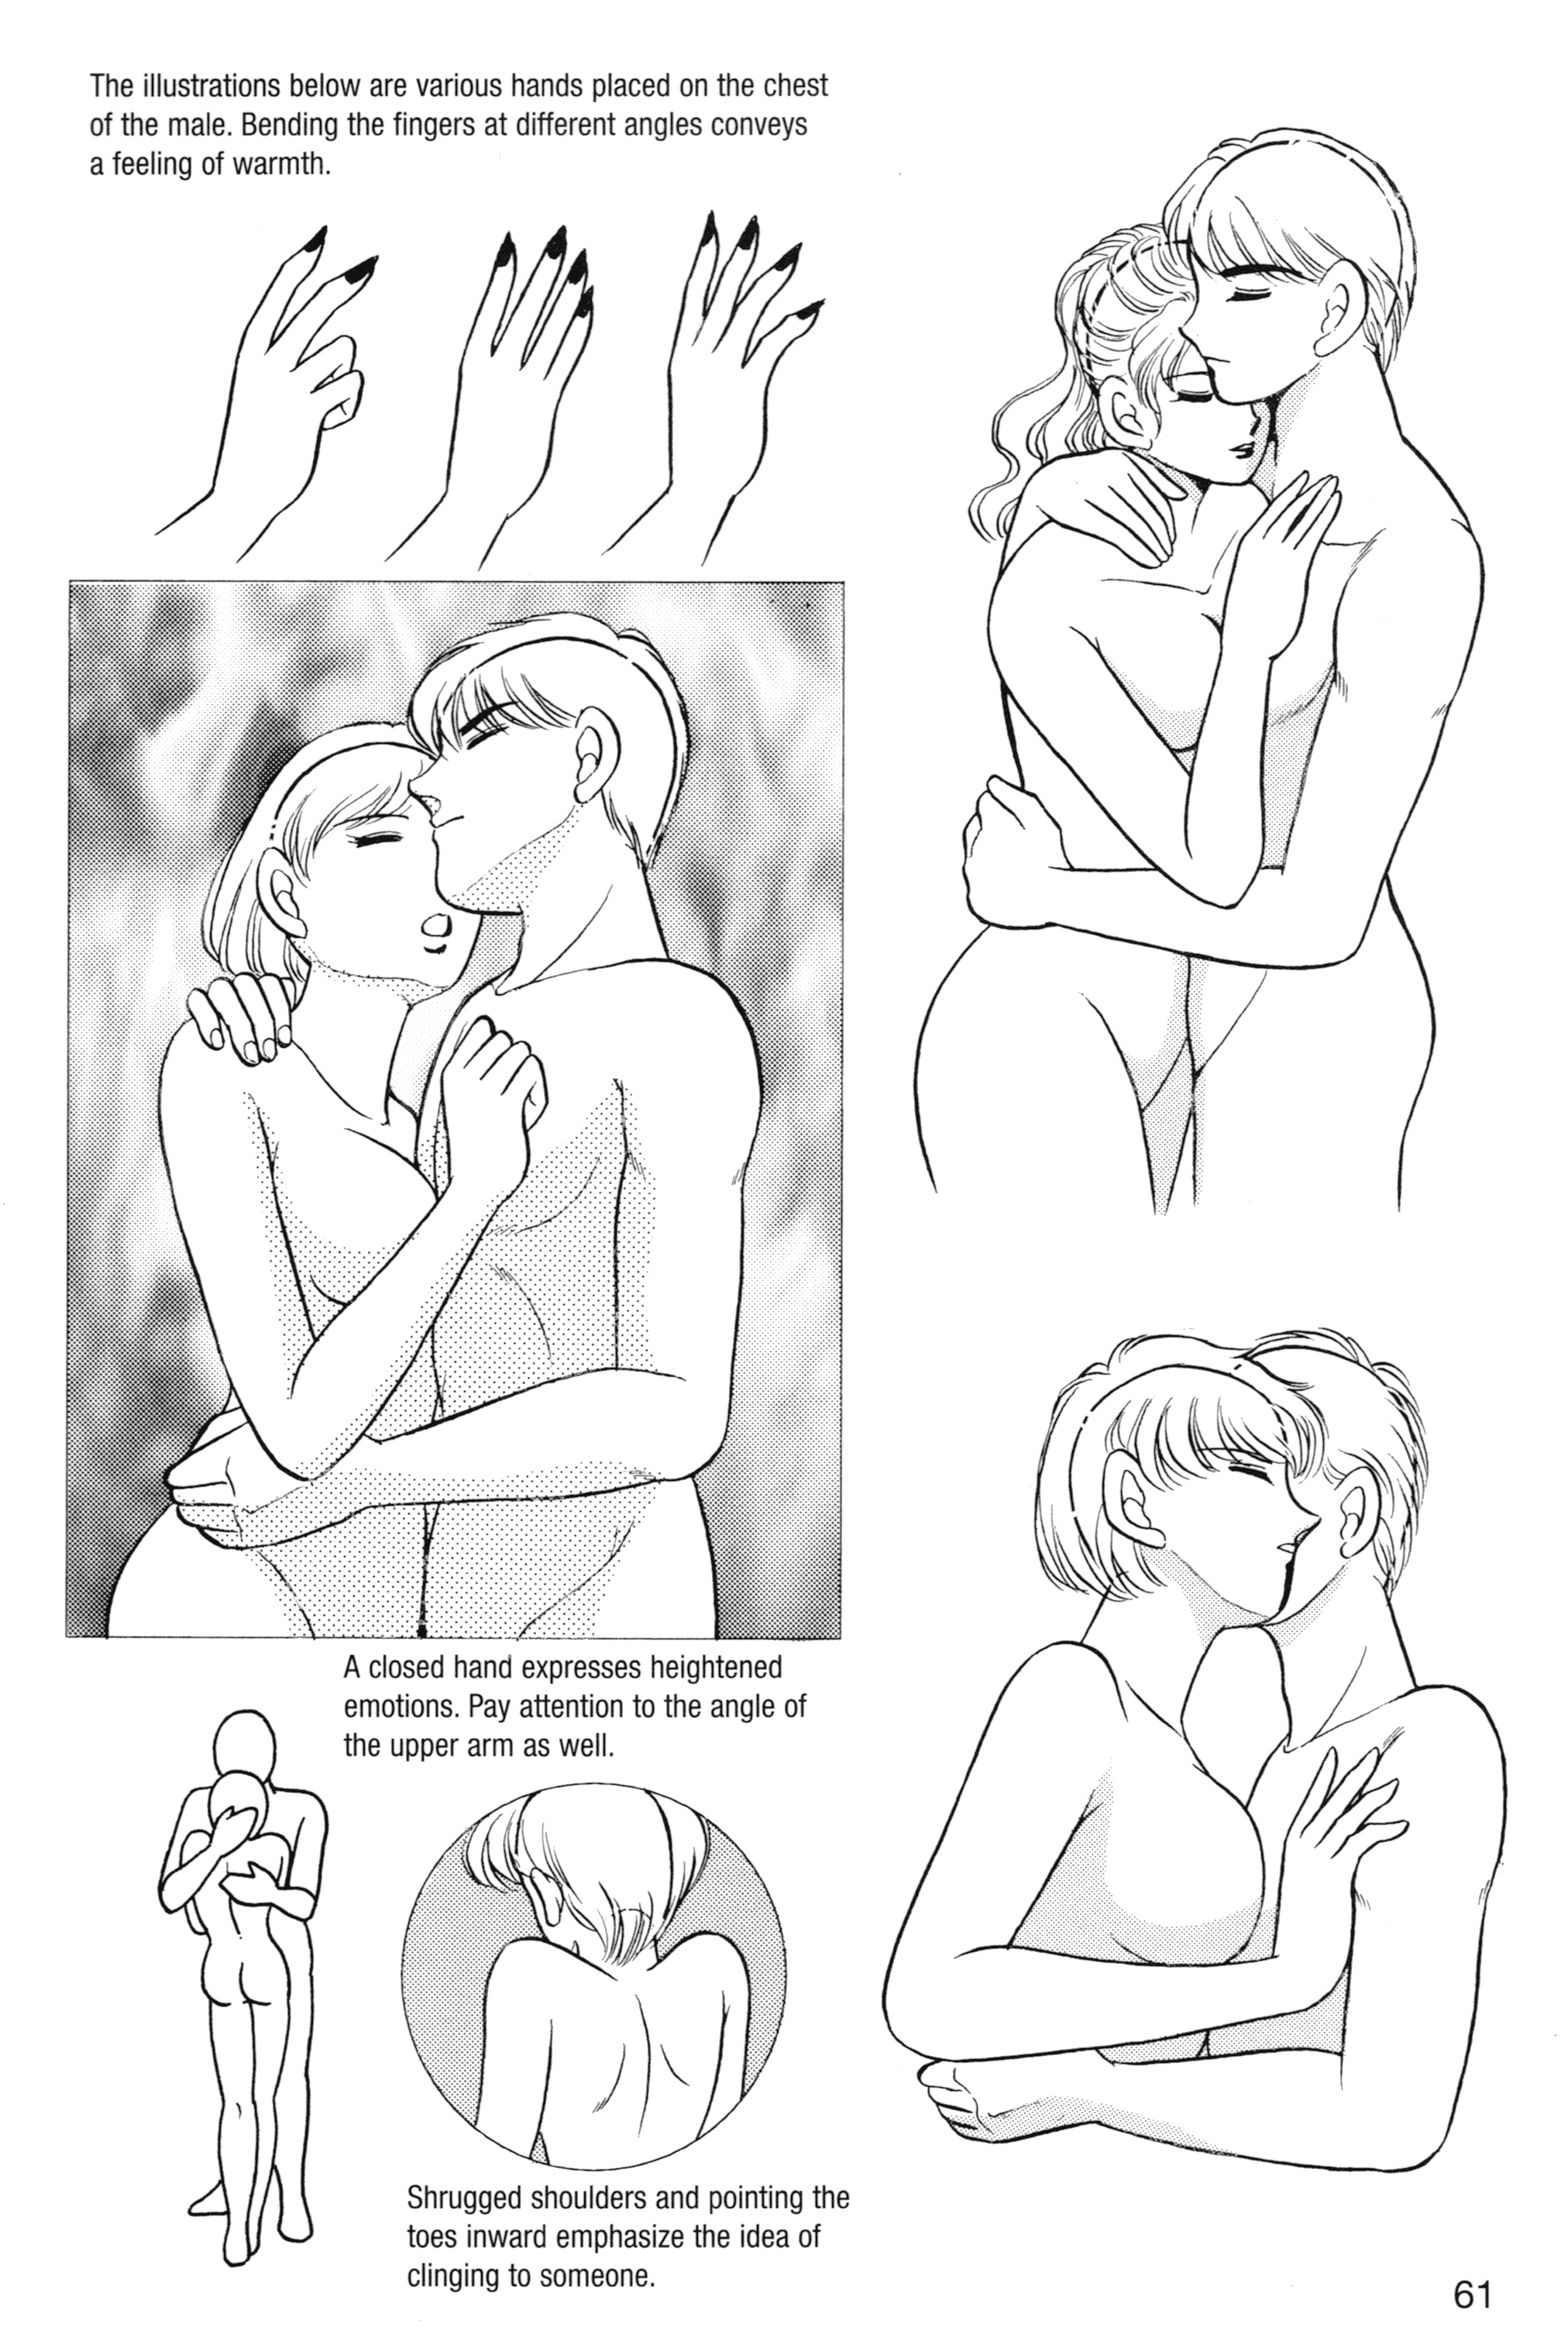 The illustrations below are various hands placed on the chest
of the male. Bending the fingers at different angles conveys
a feeling of warmth.
A closed hand expresses heightened
emotions. Pay attention to the angle of
the upper arm as well.
Shrugged shoulders and pointing the
toes inward emphasize the idea of
clinging to someone.
61